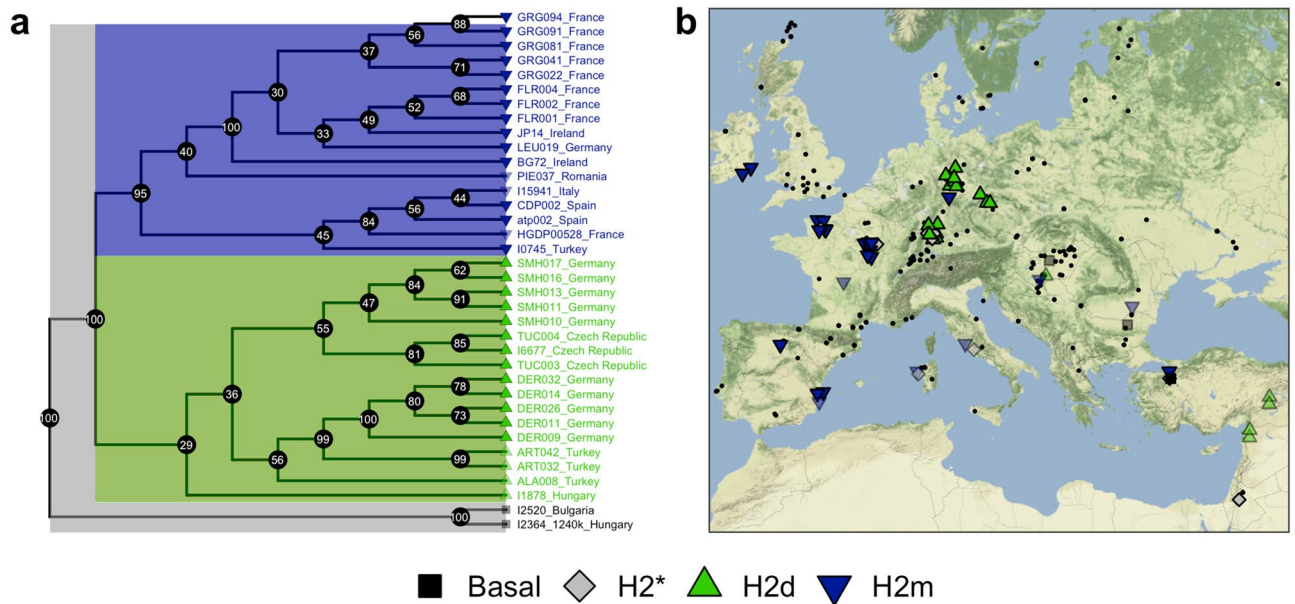 a
b
GRG094_France
GRG091_France
GRG081_France
GRG041_France
GRG022_France
FLR004_France
FLR002_France
FLR001_France
JP14_Ireland
LEU019_Germany
BG72_Ireland
PIE037_Romania
I15941_Italy
CDP002_Spain
atp002_Spain
HGDP00528_France
I0745_Turkey
SMH017_Germany
SMH016_Germany
SMH013_Germany
SMH011_Germany
SMH010_Germany
TUC004_Czech Republic
I6677_Czech Republic
TUC003_Czech Republic
DER032_Germany
DER014_Germany
DER026_Germany
DER011_Germany
DER009_Germany
ART042_Turkey
ART032_Turkey
ALA008_Turkey
I1878_Hungary
I2520_Bulgaria
I2364_1240k_Hungary
88
56
37
71
30
68
52
49
100
33
40
95
44
56
84
45
62
84
91
47
55
85
81
100
78
36
80
73
100
99
29
56
99
100
100
Basal
H2*
H2d
H2m